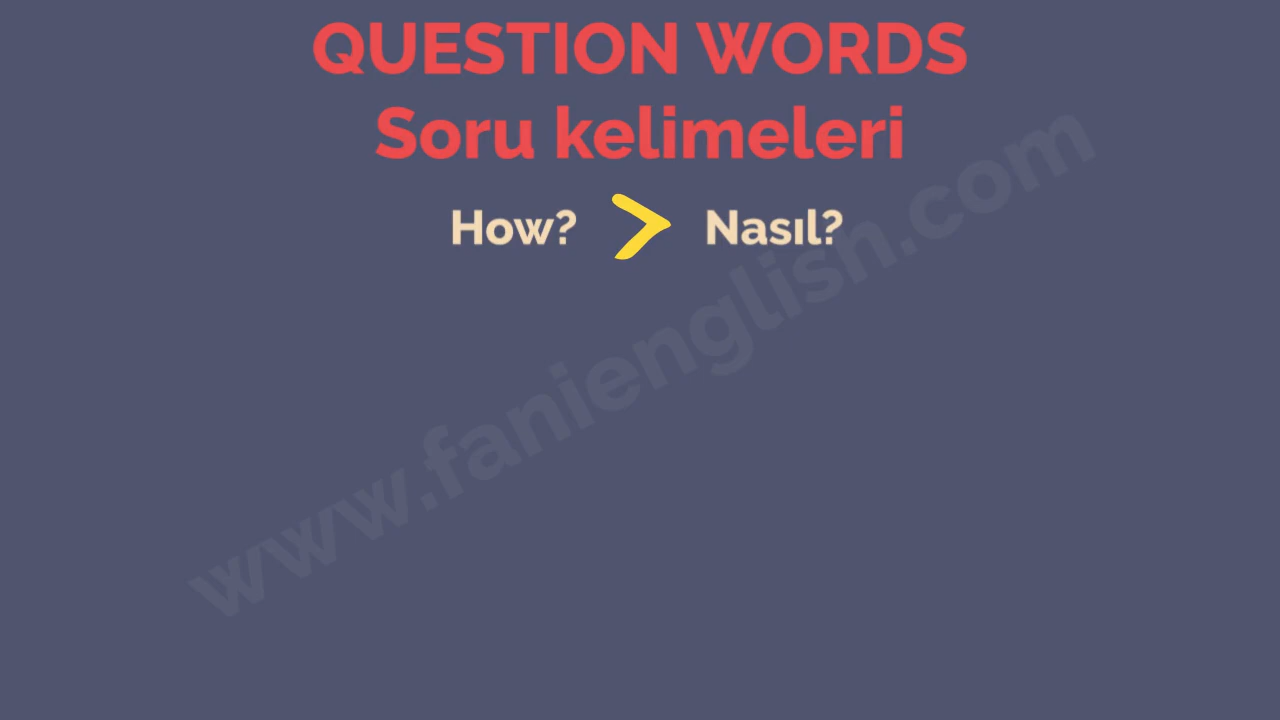 QUESTION WORDS
Soru kelimeleri
How? > Nasıl?
www.fanienglish.com